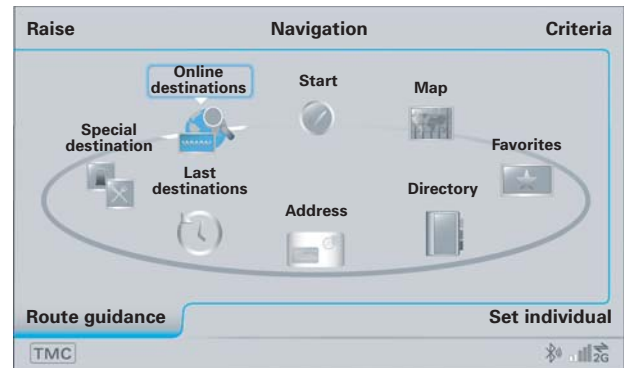 Raise
Navigation
Criteria
Online
destinations
Start
Map
Special
destination
Favorites
Last
destinations
Directory
Address
Route guidance
Set individual
TMC
2G